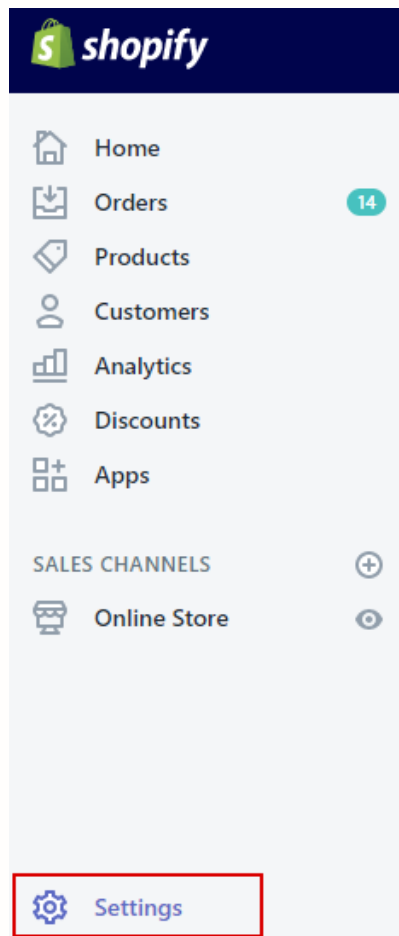 shopify
Home
Orders 14
Products
Customers
Analytics
Discounts
Apps
SALES CHANNELS
Online Store
Settings